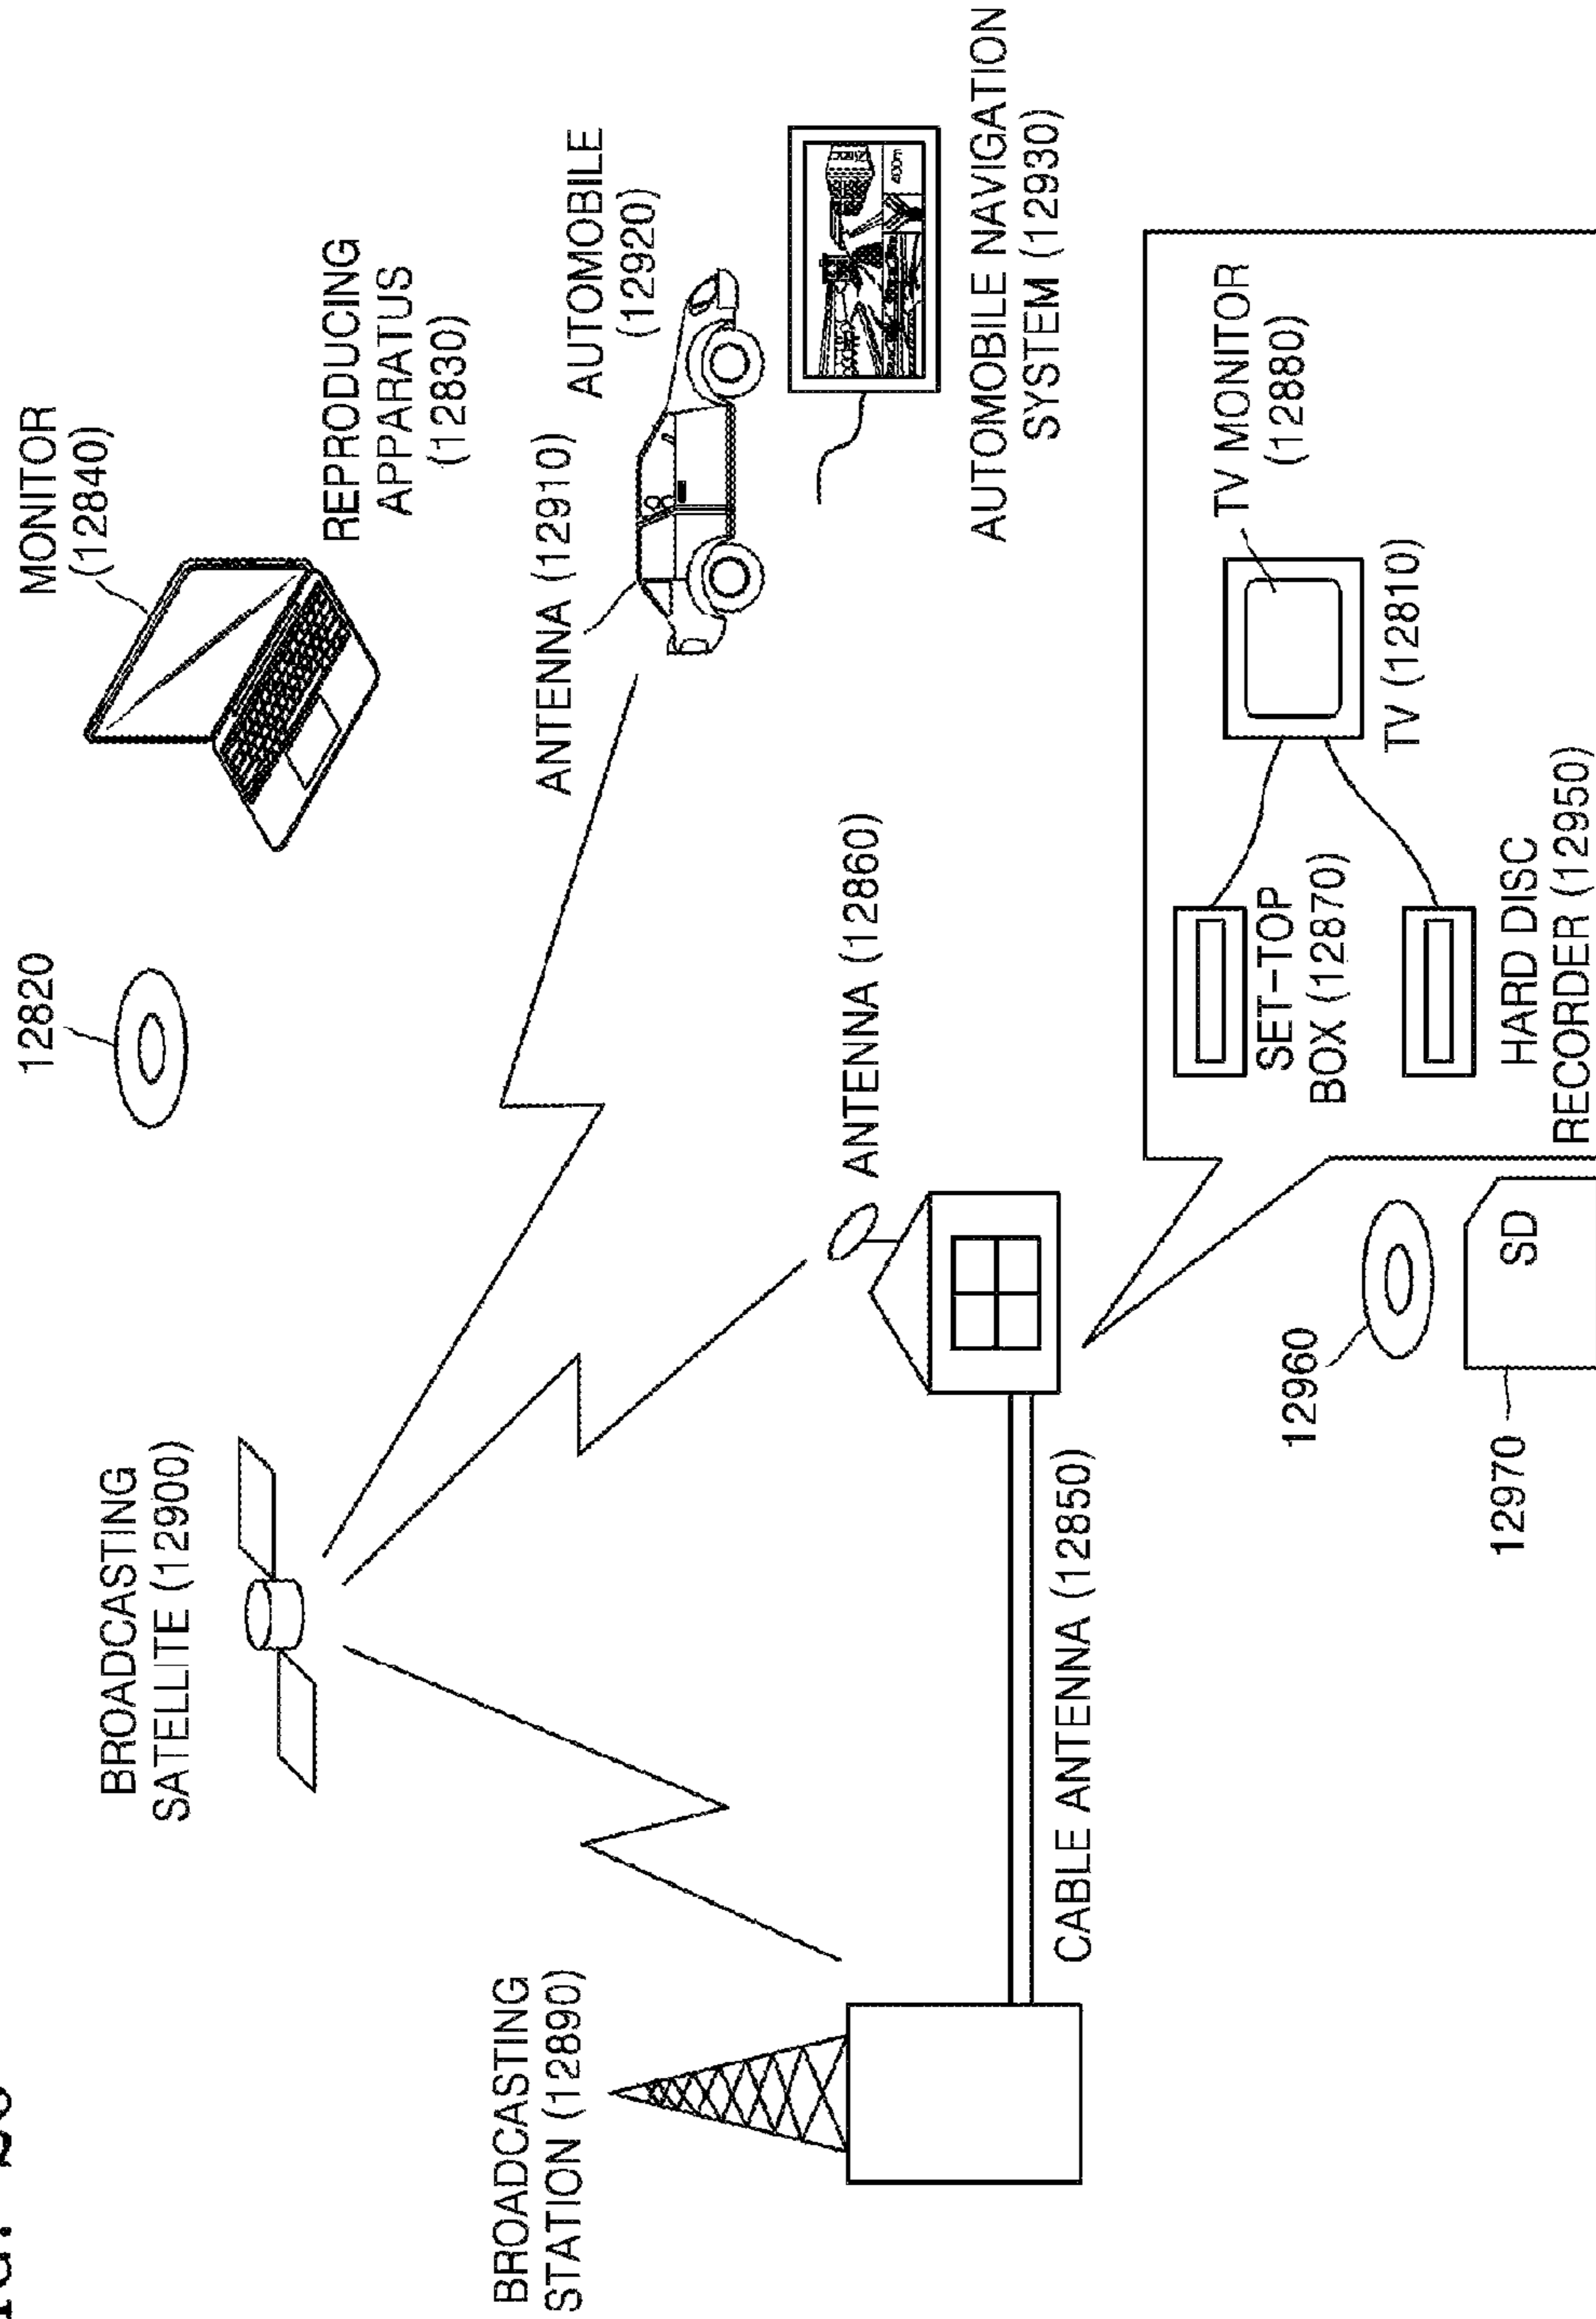 12820
MONITOR
(12840)
REPRODUCING
APPARATUS
(12830)
BROADCASTING
SATELLITE (12900)
ANTENNA (12910)
AUTOMOBILE
(12920)
400m
AUTOMOBILE NAVIGATION
SYSTEM (12930)
BROADCASTING
STATION (12890)
ANTENNA (12860)
CABLE ANTENNA (12850)
TV MONITOR
(12880)
SET-TOP
BOX (12870)
TV (12810)
HARD DISC
RECORDER (12950)
12960
12970
SD